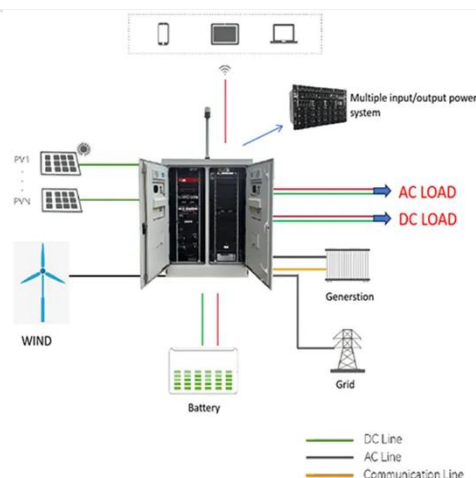 Multiple input/output power
system
PV1
PVN
AC LOAD
DC LOAD
WIND
Generstion
Grid
Battery
DC Line
AC Line
Communication Line